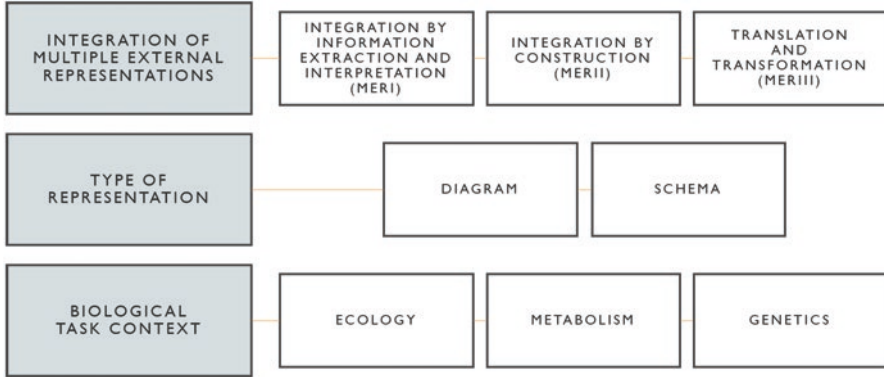 INTEGRATION OF
MULTIPLE EXTERNAL
REPRESENTATIONS
INTEGRATION BY
INFORMATION
EXTRACTION AND
INTERPRETATION
(MERI)
INTEGRATION BY
CONSTRUCTION
(MERII)
TRANSLATION
AND
TRANSFORMATION
(MERIII)
TYPE OF
REPRESENTATION
DIAGRAM
SCHEMA
BIOLOGICAL
TASK CONTEXT
ECOLOGY
METABOLISM
GENETICS